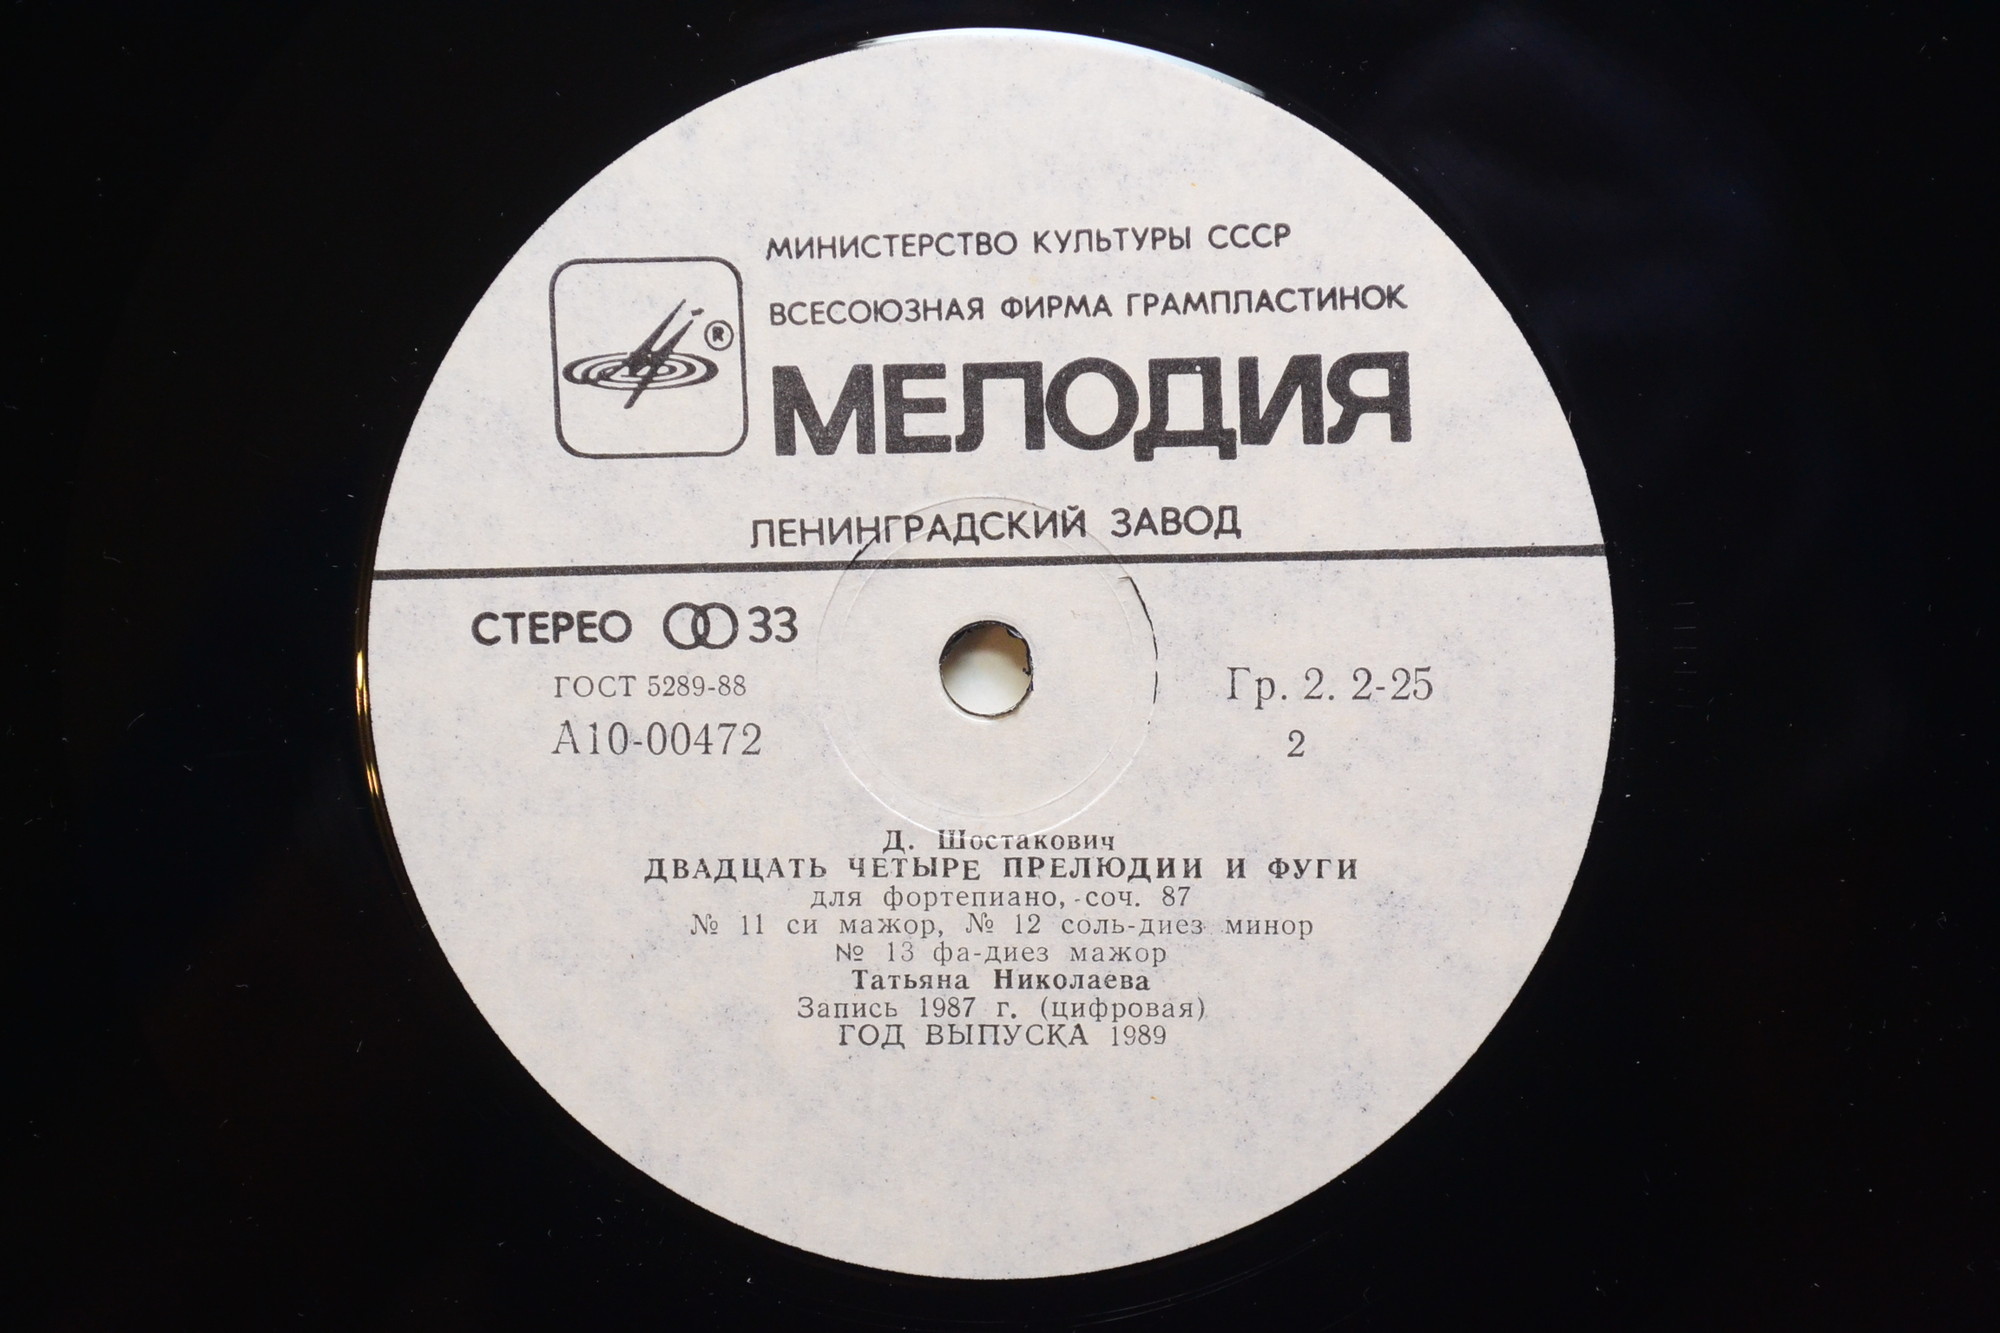 МИНИСТЕРСТВО КУЛЬТУРЫ СССР
ВСЕСОЮЗНАЯ ФИРМА ГРАМПЛАСТИНОК
®
МЕЛОДИЯ
ЛЕНИНГРАДСКИЙ ЗАВОД
СТЕРЕО 33
ГОСТ 5289-88
А10-00472
Гр. 2. 2-25
2
Д. Шостакович
ДВАДЦАТЬ ЧЕТЫРЕ ПРЕЛЮДИИ И ФУГИ
для фортепиано, соч. 87
№ 11 си мажор, № 12 соль-диез минор
№ 13 фа-диез мажор
Татьяна Николаева
Запись 1987 г. (цифровая)
ГОД ВЫПУСКА 1989